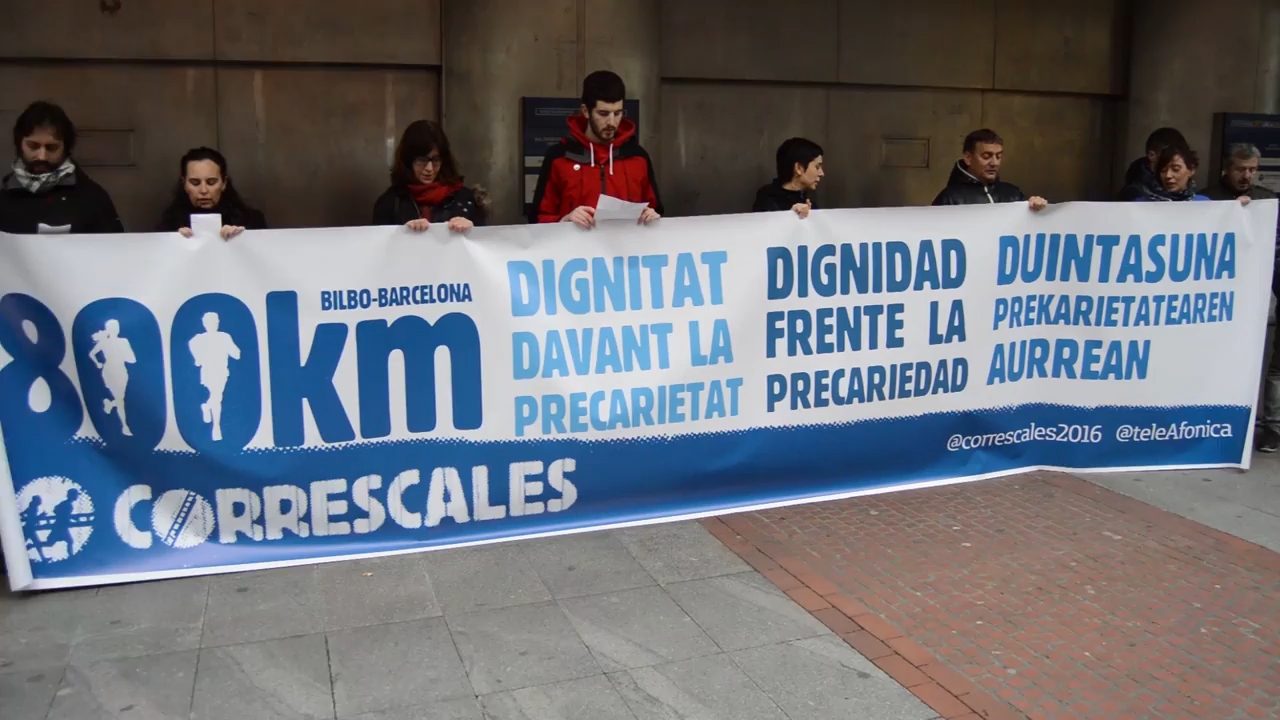 BILBO-BARCELONA
800km
CORRESCALES
DIGNITAT
DAVANT LA
PRECARIETAT
DIGNIDAD
FRENTE LA
PRECARIEDAD
DUINTASUNA
PREKARIETATEAREN
AURREAN
@correscales2016 @teleAfonica